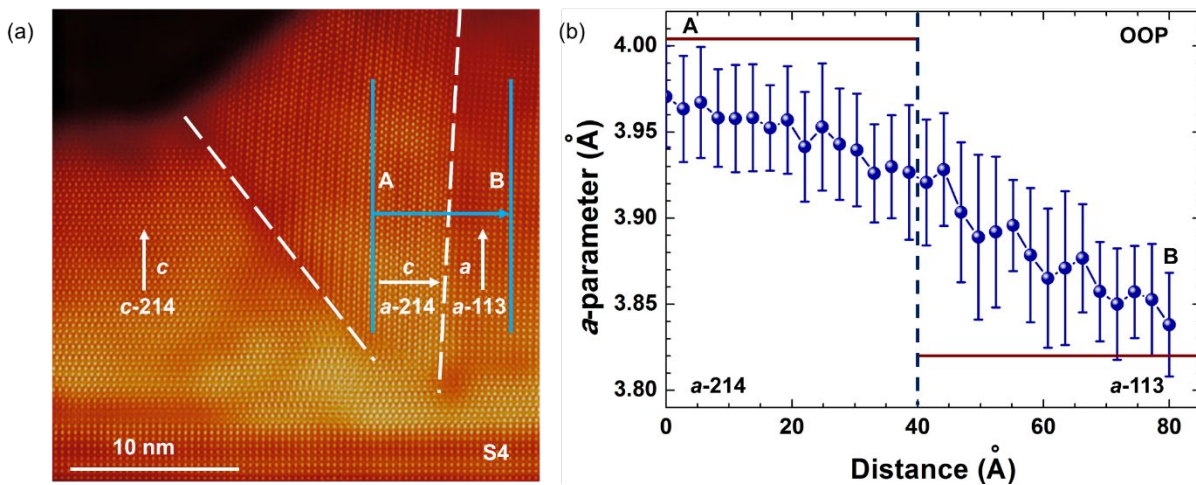 (a)
A
B
c
c
a
c-214
a-214
a-113
10 nm
S4
(b)
A
OOP
4.00
3.95
3.90
3.85
3.80
a-parameter (Å)
B
a-214
a-113
0
20
40
60
80
Distance (Å)